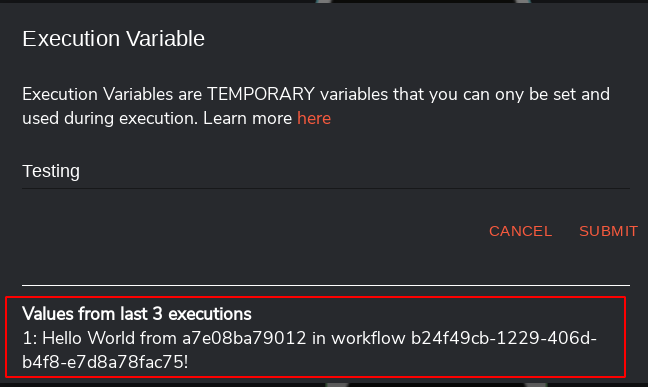 Execution Variable
Execution Variables are TEMPORARY variables that you can ony be set and
used during execution. Learn more here
Testing
CANCEL SUBMIT
Values from last 3 executions
1: Hello World from a7e08ba79012 in workflow b24f49cb-1229-406d-
b4f8-e7d8a78fac75!